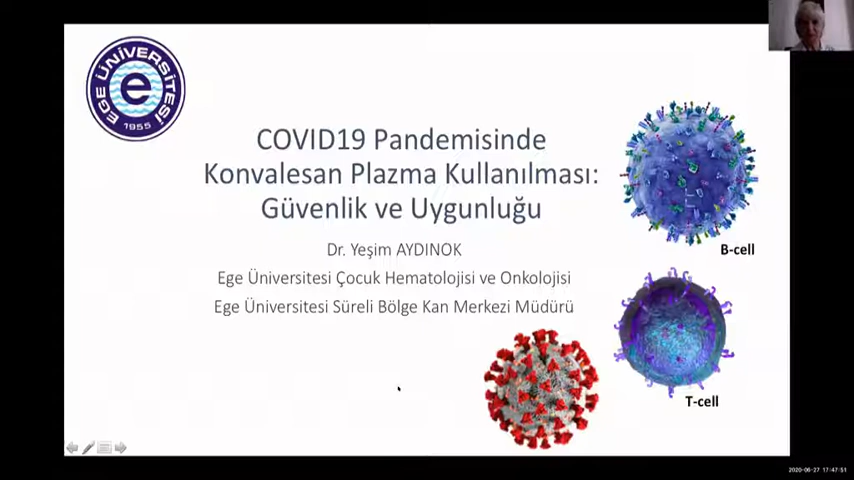 EGE ÜNİVERSİTESİ
e
1955
COVID19 Pandemisinde
Konvalesan Plazma Kullanılması:
Güvenlik ve Uygunluğu
Dr. Yeşim AYDINOK
Ege Üniversitesi Çocuk Hematolojisi ve Onkolojisi
Ege Üniversitesi Süreli Bölge Kan Merkezi Müdürü
B-cell
T-cell
2020-06-27 17:47:51